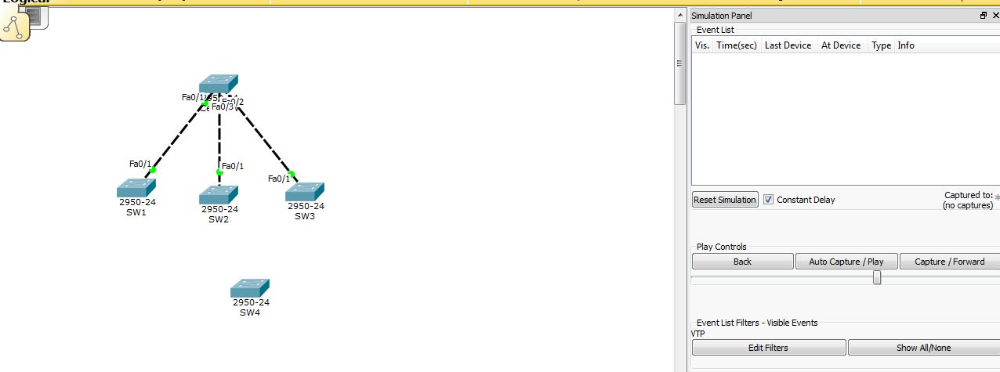 Logical
Simulation Panel
Event List
Vis. Time(sec) Last Device At Device Type Info
Fa0/1
Fa0/2
Fa0/3
Fa0/1
Fa0/1
Fa0/1
2950-24
SW1
2950-24
SW2
2950-24
SW3
Reset Simulation Constant Delay Captured to:
(no captures)
Play Controls
Back Auto Capture / Play Capture / Forward
2950-24
SW4
Event List Filters - Visible Events
VTP
Edit Filters Show All/None